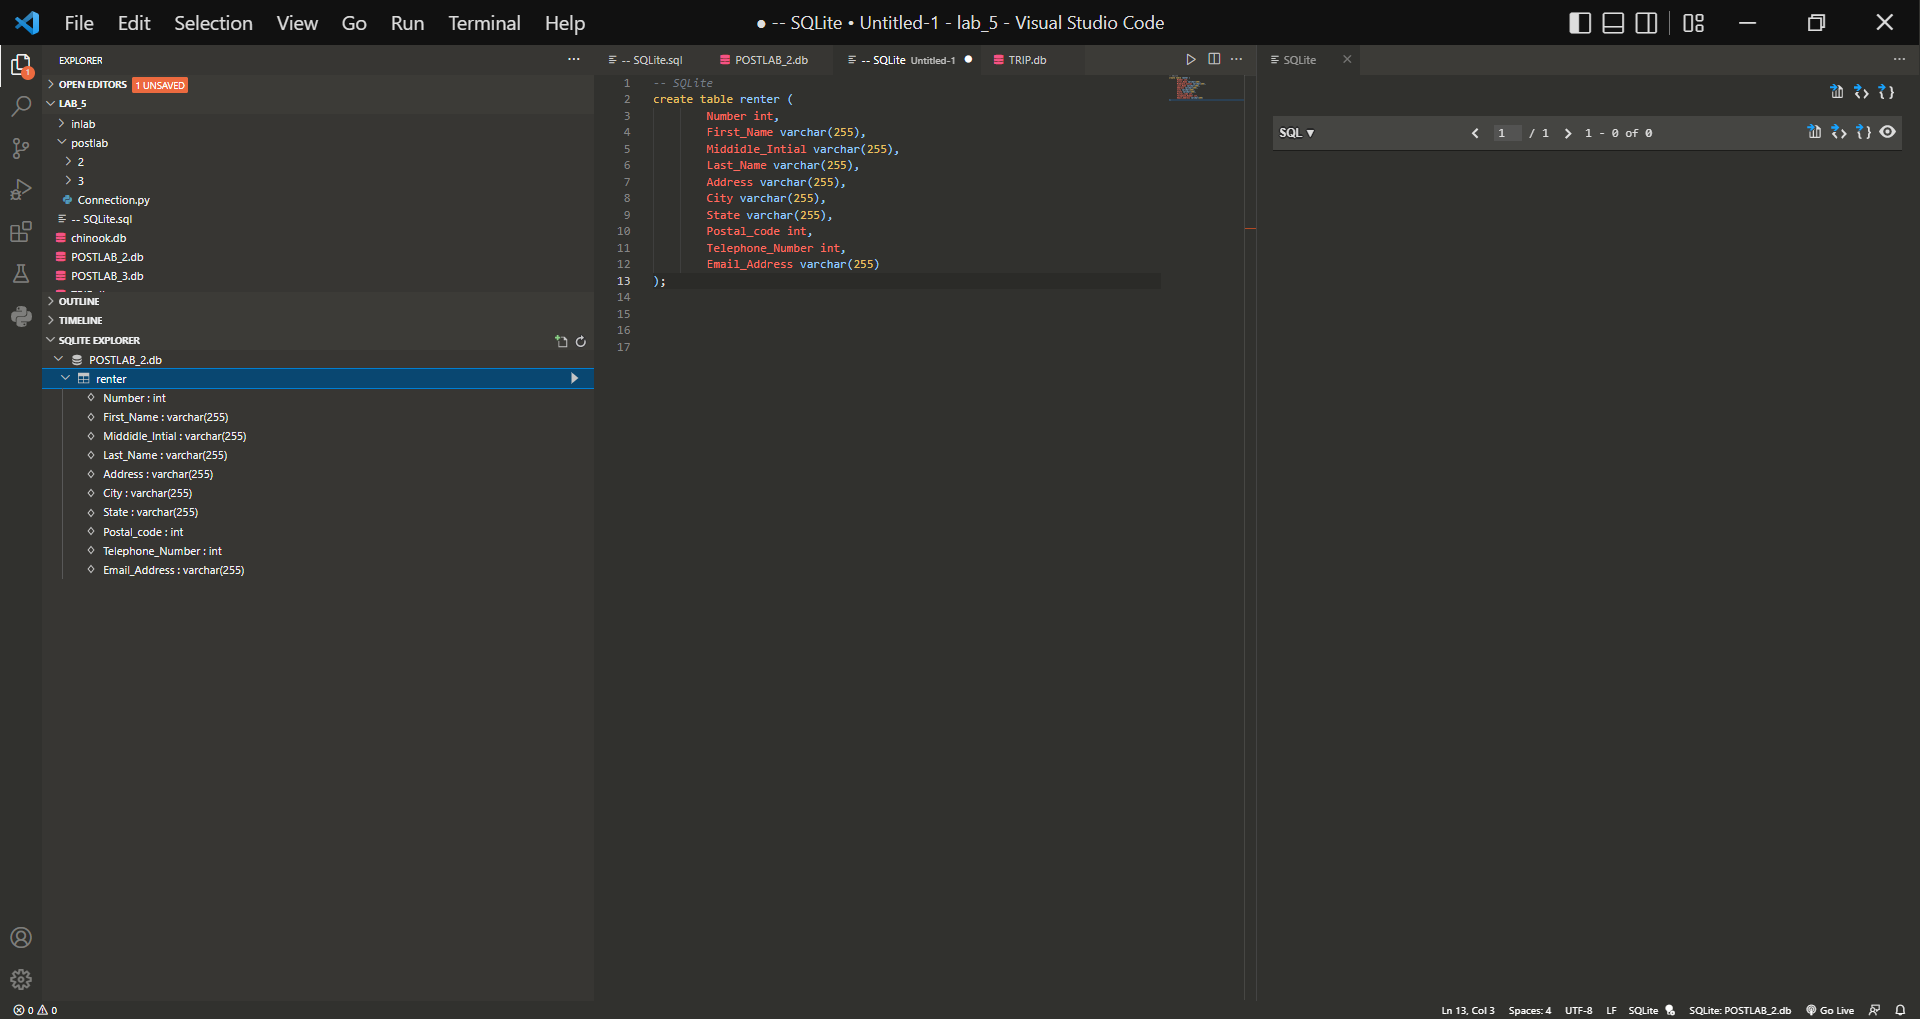 File Edit Selection View Go Run Terminal Help ● -- SQLite • Untitled-1 - lab_5 - Visual Studio Code
EXPLORER
OPEN EDITORS 1 UNSAVED
LAB_5
inlab
postlab
2
3
Connection.py
-- SQLite.sql
chinook.db
POSTLAB_2.db
POSTLAB_3.db
OUTLINE
TIMELINE
SQLITE EXPLORER
POSTLAB_2.db
renter
Number : int
First_Name : varchar(255)
Middidle_Intial : varchar(255)
Last_Name : varchar(255)
Address : varchar(255)
City : varchar(255)
State : varchar(255)
Postal_code : int
Telephone_Number : int
Email_Address : varchar(255)
-- SQLite.sql POSTLAB_2.db -- SQLite Untitled-1 TRIP.db
1 -- SQLite
2 create table renter (
3 Number int,
4 First_Name varchar(255),
5 Middidle_Intial varchar(255),
6 Last_Name varchar(255),
7 Address varchar(255),
8 City varchar(255),
9 State varchar(255),
10 Postal_code int,
11 Telephone_Number int,
12 Email_Address varchar(255)
13 );
14
15
16
17
SQLite
SQL ▼ 1 / 1 1 - 0 of 0
1
0 0 Ln 13, Col 3 Spaces: 4 UTF-8 LF SQLite SQLite: POSTLAB_2.db Go Live